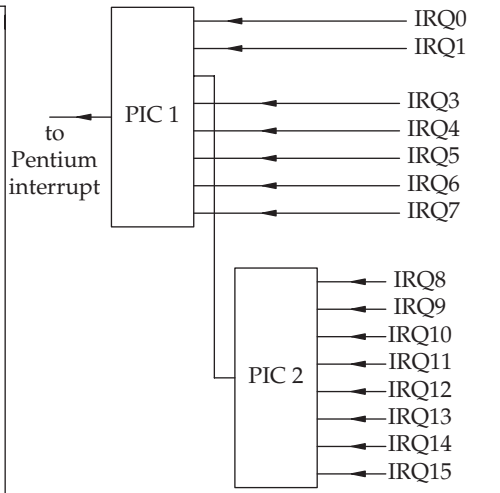 IRQ0
IRQ1
PIC 1
IRQ3
IRQ4
IRQ5
IRQ6
IRQ7
to
Pentium
interrupt
IRQ8
IRQ9
IRQ10
IRQ11
PIC 2
IRQ12
IRQ13
IRQ14
IRQ15